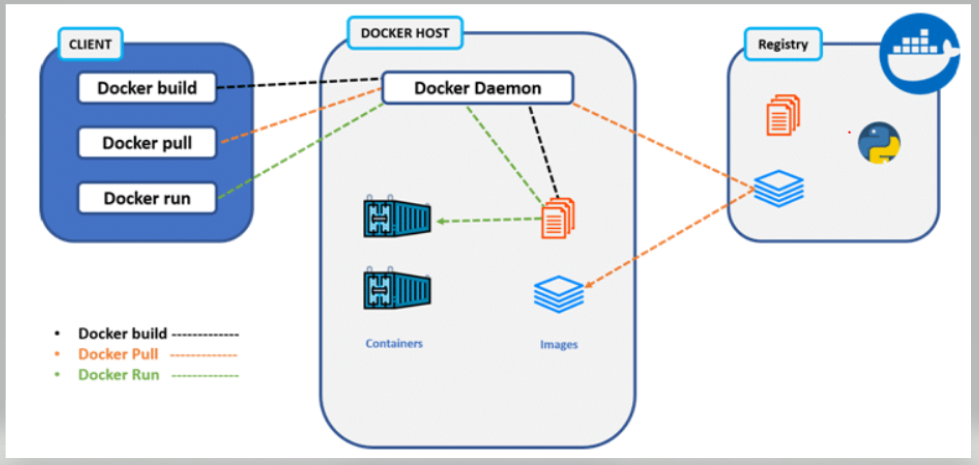 CLIENT
Docker build
Docker pull
Docker run
DOCKER HOST
Docker Daemon
Containers
Images
Registry
• Docker build -------------
• Docker Pull -------------
• Docker Run -------------